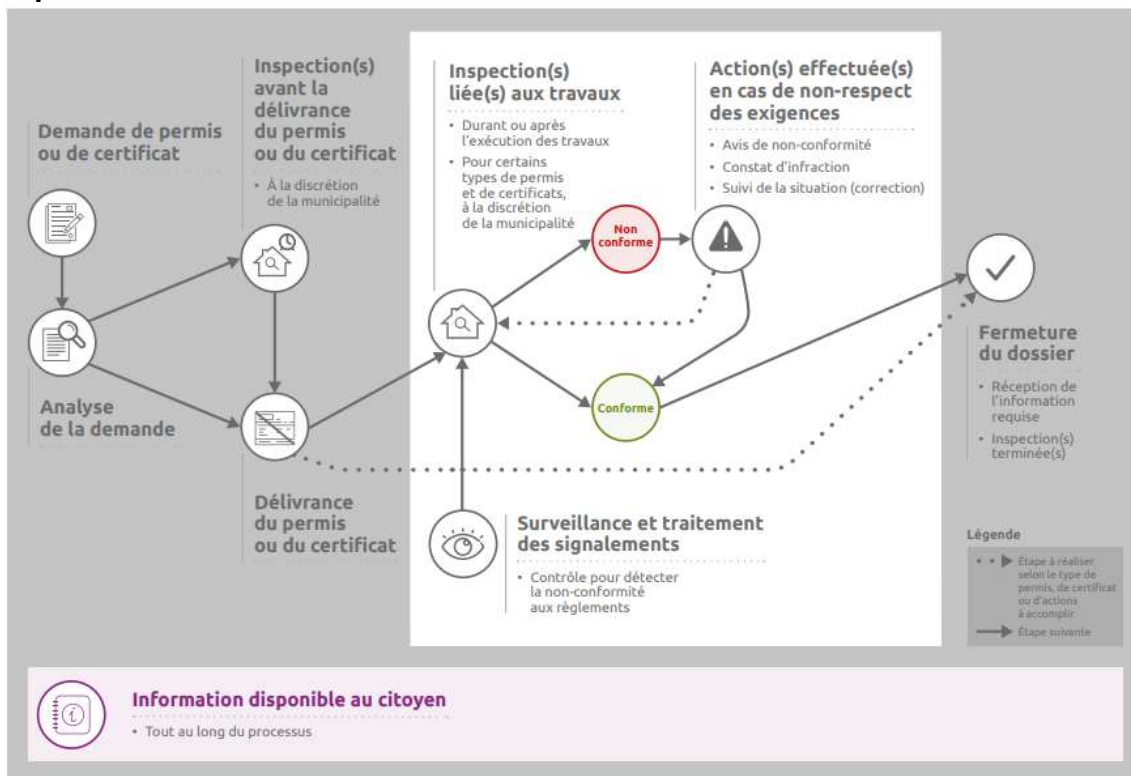 Demande de permis
ou de certificat
Analyse
de la demande
Inspection(s)
avant la
délivrance
du permis
ou du certificat
• À la discrétion
de la municipalité
Délivrance
du permis
ou du certificat
Inspection(s)
liée(s) aux travaux
• Durant ou après
l'exécution des travaux
• Pour certains
types de permis
et de certificats,
à la discrétion
de la municipalité
Non
conforme
Conforme
Action(s) effectuée(s)
en cas de non-respect
des exigences
• Avis de non-conformité
• Constat d'infraction
• Suivi de la situation (correction)
Surveillance et traitement
des signalements
• Contrôle pour détecter
la non-conformité
aux règlements
Fermeture
du dossier
• Réception de
l'information
requise
• Inspection(s)
terminée(s)
Légende
Étape à réaliser
selon le type de
permis, de certificat
ou d'actions
à accomplir
Étape suivante
Information disponible au citoyen
• Tout au long du processus